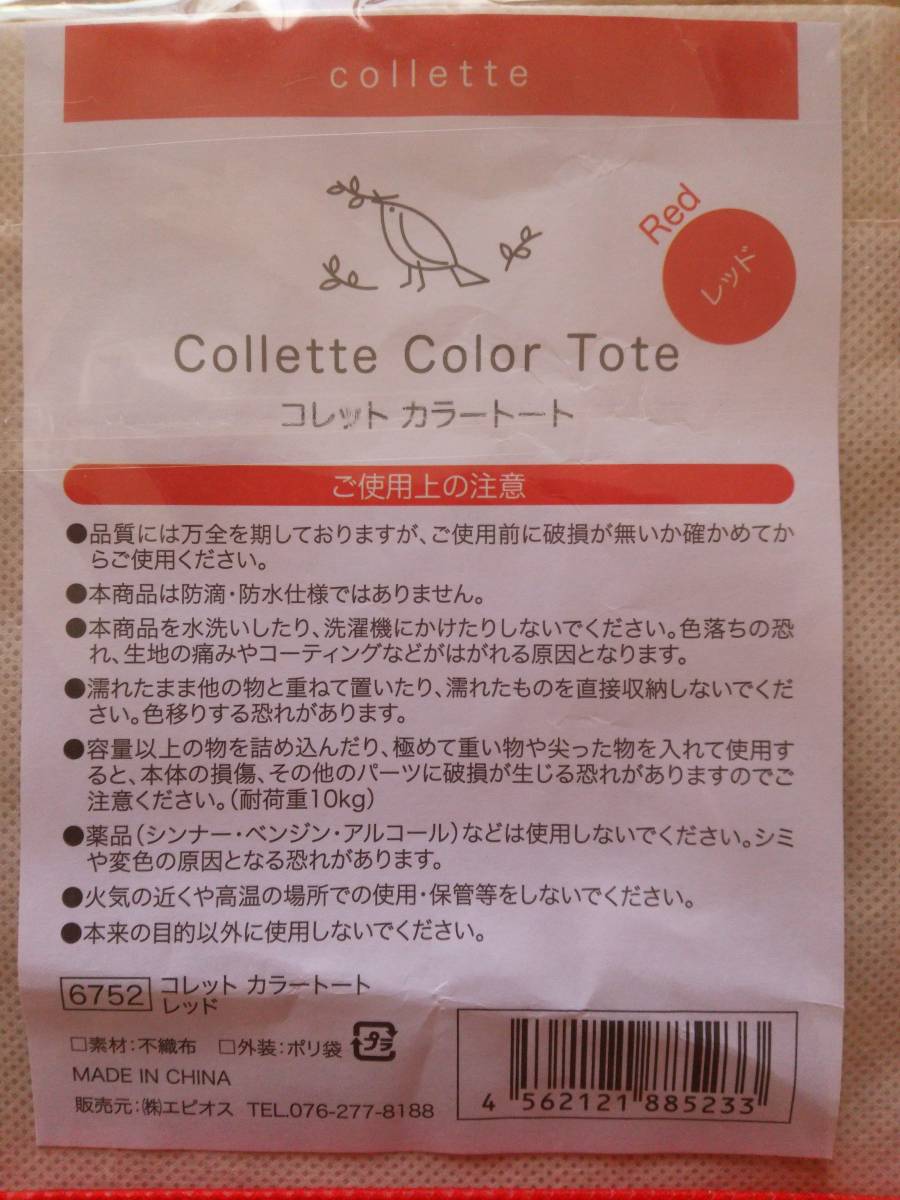 collette
Red
レッド
Collette Color Tote
コレット カラートート
ご使用上の注意
●品質には万全を期しておりますが、ご使用前に破損が無いか確かめてか
らご使用ください。
●本商品は防滴・防水仕様ではありません。
●本商品を水洗いしたり、洗濯機にかけたりしないでください。色落ちの恐
れ、生地の痛みやコーティングなどがはがれる原因となります。
●濡れたまま他の物と重ねて置いたり、濡れたものを直接収納しないでくだ
さい。色移りする恐れがあります。
●容量以上の物を詰め込んだり、極めて重い物や尖った物を入れて使用す
ると、本体の損傷、その他のパーツに破損が生じる恐れがありますのでご
注意ください。(耐荷重10kg)
●薬品(シンナー・ベンジン・アルコール)などは使用しないでください。シミ
や変色の原因となる恐れがあります。
●火気の近くや高温の場所での使用・保管等をしないでください。
●本来の目的以外に使用しないでください。
6752 コレット カラートート
レッド
□素材:不織布 □外装:ポリ袋 プラ
MADE IN CHINA
販売元:㈱エピオス TEL.076-277-8188
4 562121 885233